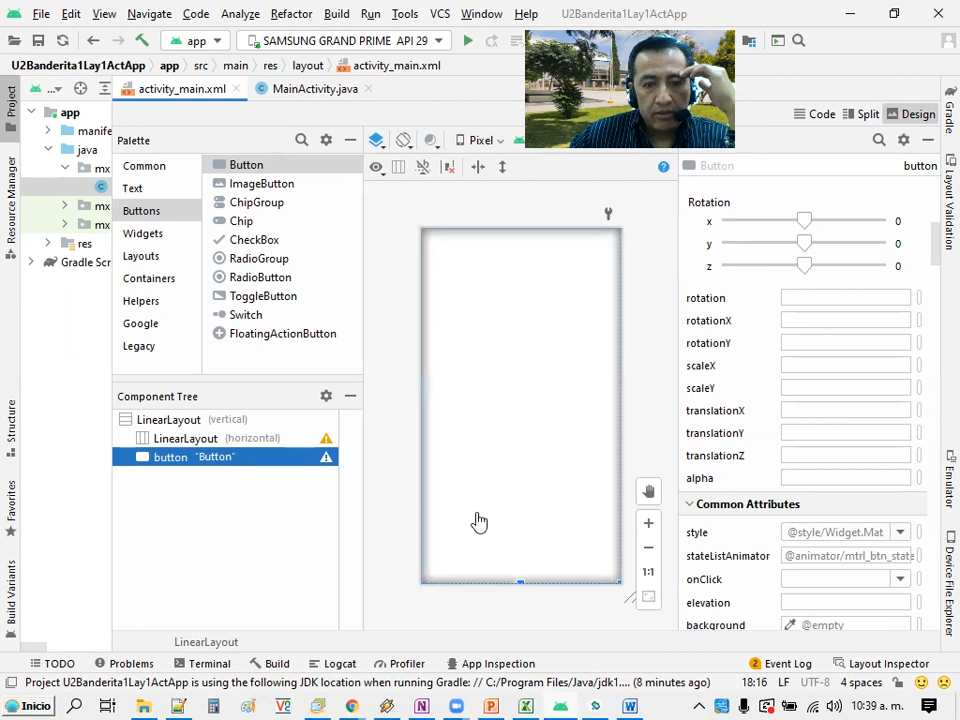 File Edit View Navigate Code Analyze Refactor Build Run Tools VCS Window Help U2Banderita1Lay1ActApp
app SAMSUNG GRAND PRIME API 29
U2Banderita1Lay1ActApp app src main res layout activity_main.xml
... activity_main.xml MainActivity.java
Project
Resource Manager
Structure
Favorites
Build Variants
app
manife
java
mx
mx
mx
res
Gradle Scr
Palette
Common
Text
Buttons
Widgets
Layouts
Containers
Helpers
Google
Legacy
Button
ImageButton
ChipGroup
Chip
CheckBox
RadioGroup
RadioButton
ToggleButton
Switch
FloatingActionButton
Component Tree
LinearLayout (vertical)
LinearLayout (horizontal)
button "Button"
Pixel
1:1
Code Split Design
Button button
Rotation
x 0
y 0
z 0
rotation
rotationX
rotationY
scaleX
scaleY
translationX
translationY
translationZ
alpha
Common Attributes
style @style/Widget.Mat
stateListAnimator @animator/mtrl_btn_state
onClick
elevation
background @empty
Gradle
Layout Validation
Emulator
Device File Explorer
LinearLayout
TODO Problems Terminal Build Logcat Profiler App Inspection 2 Event Log Layout Inspector
Project U2Banderita1Lay1ActApp is using the following JDK location when running Gradle: // C:/Program Files/Java/jdk1.... (8 minutes ago) 18:16 LF UTF-8 4 spaces
Inicio 10:39 a. m.